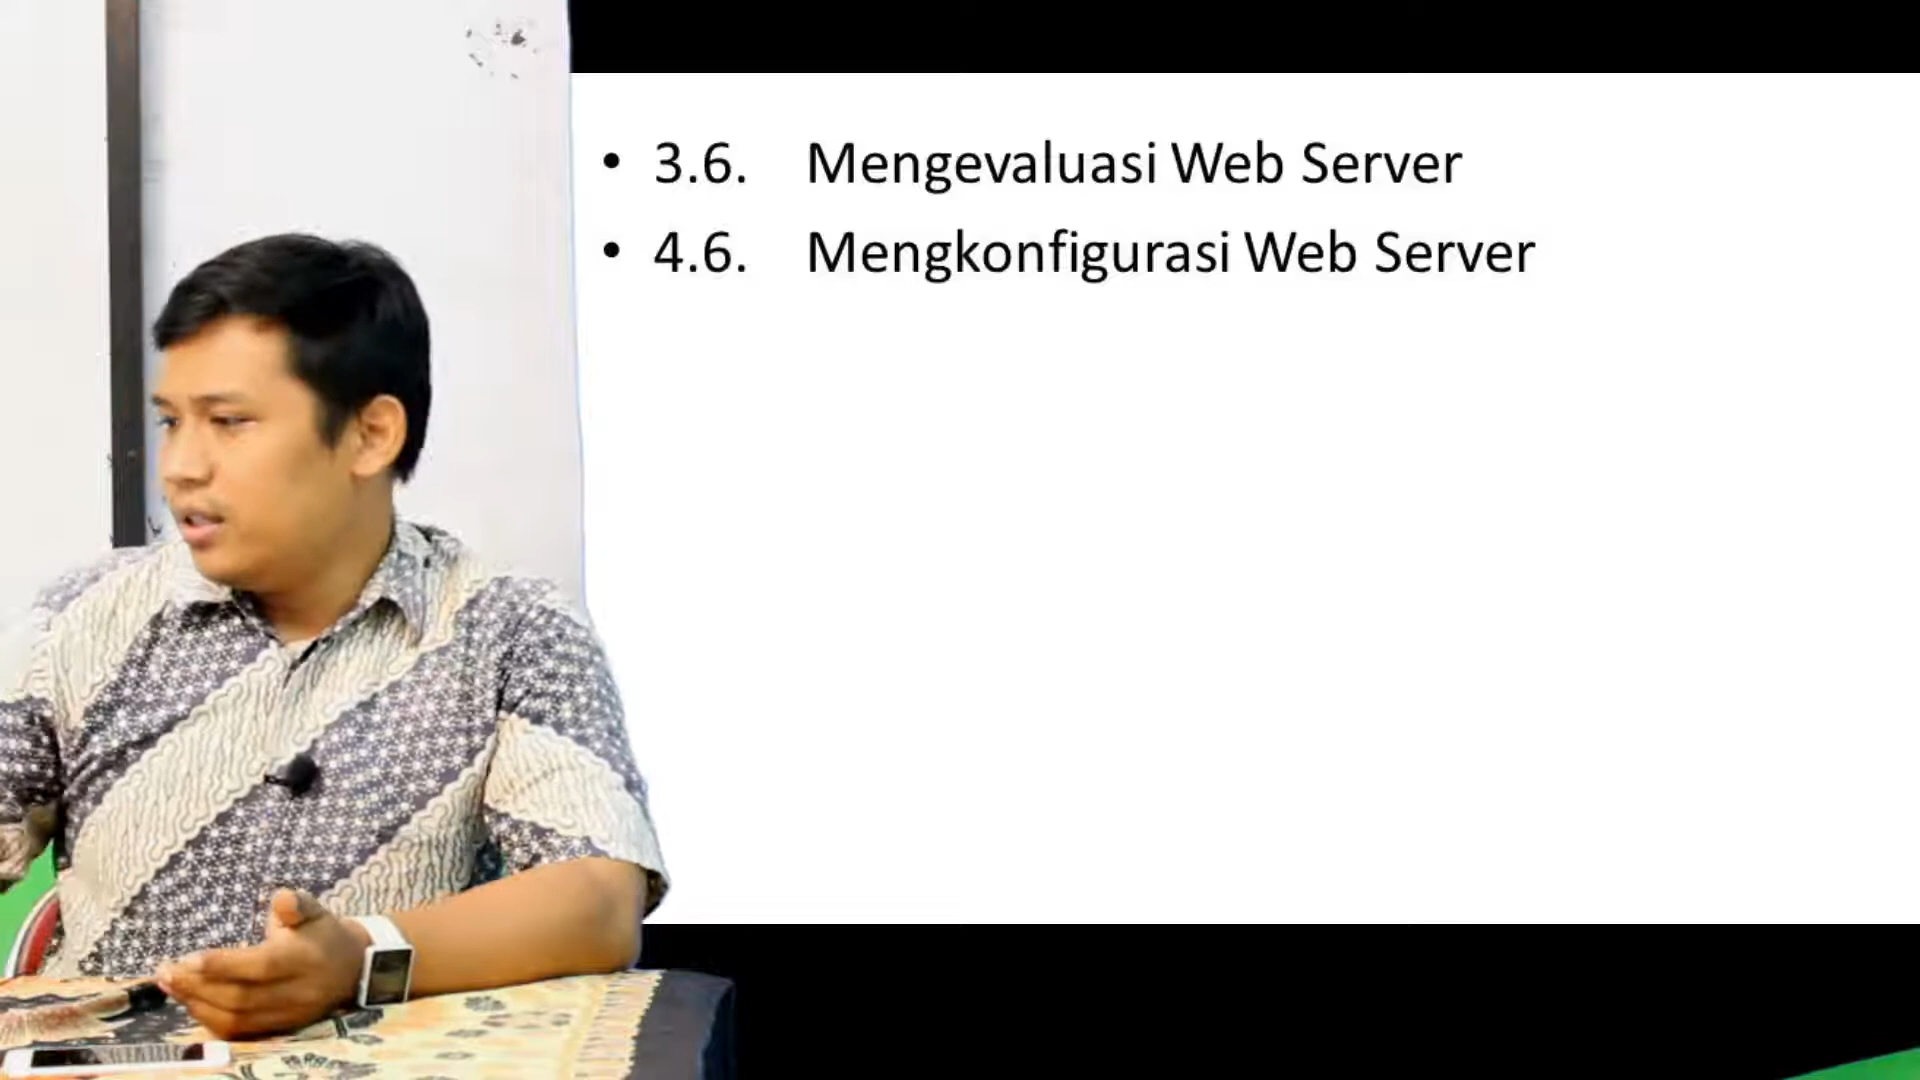 • 3.6. Mengevaluasi Web Server
• 4.6. Mengkonfigurasi Web Server